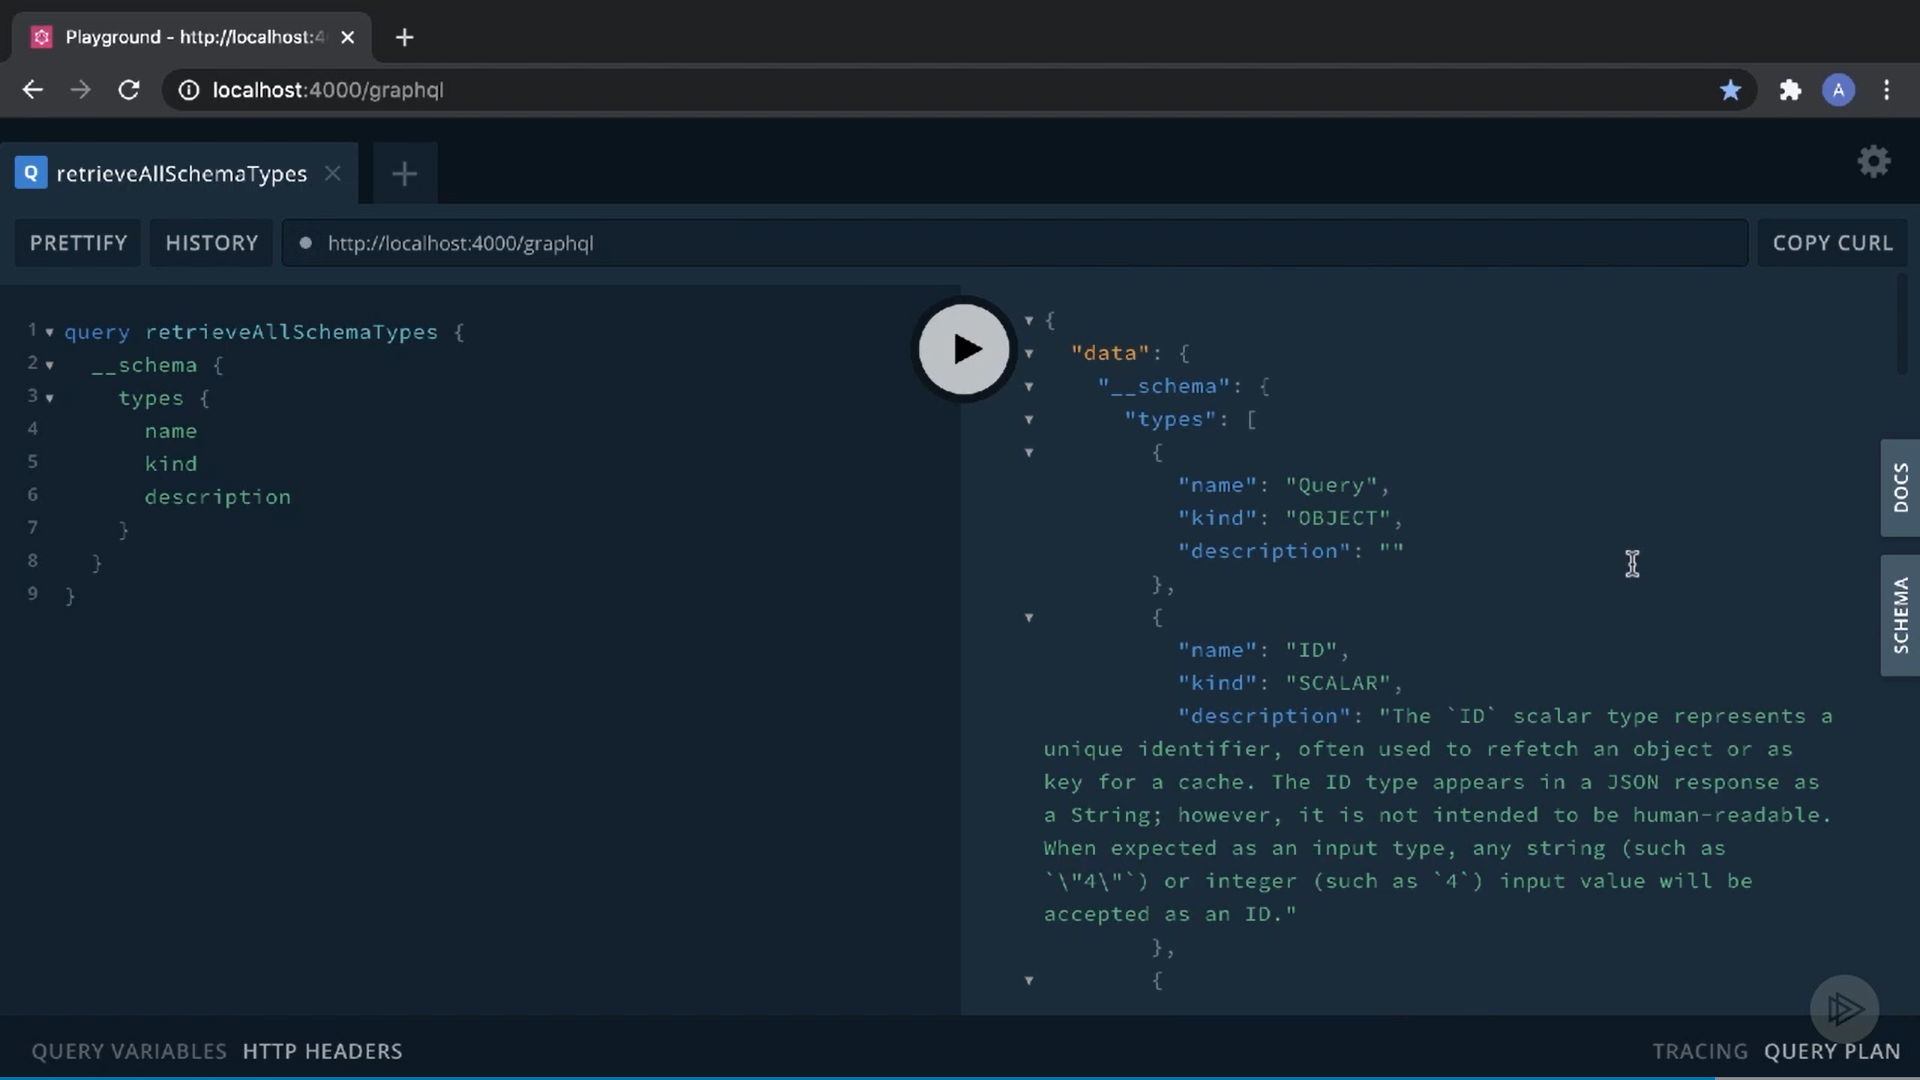 Playground - http://localhost:4
localhost:4000/graphql
A
Q retrieveAllSchemaTypes
PRETTIFY
HISTORY
http://localhost:4000/graphql
COPY CURL
1 query retrieveAllSchemaTypes {
2 __schema {
3 types {
4 name
5 kind
6 description
7 }
8 }
9 }
{
"data": {
"__schema": {
"types": [
{
"name": "Query",
"kind": "OBJECT",
"description": ""
},
{
"name": "ID",
"kind": "SCALAR",
"description": "The `ID` scalar type represents a
unique identifier, often used to refetch an object or as
key for a cache. The ID type appears in a JSON response as
a String; however, it is not intended to be human-readable.
When expected as an input type, any string (such as
`\"4\"`) or integer (such as `4`) input value will be
accepted as an ID."
},
{
DOCS
SCHEMA
QUERY VARIABLES
HTTP HEADERS
TRACING
QUERY PLAN